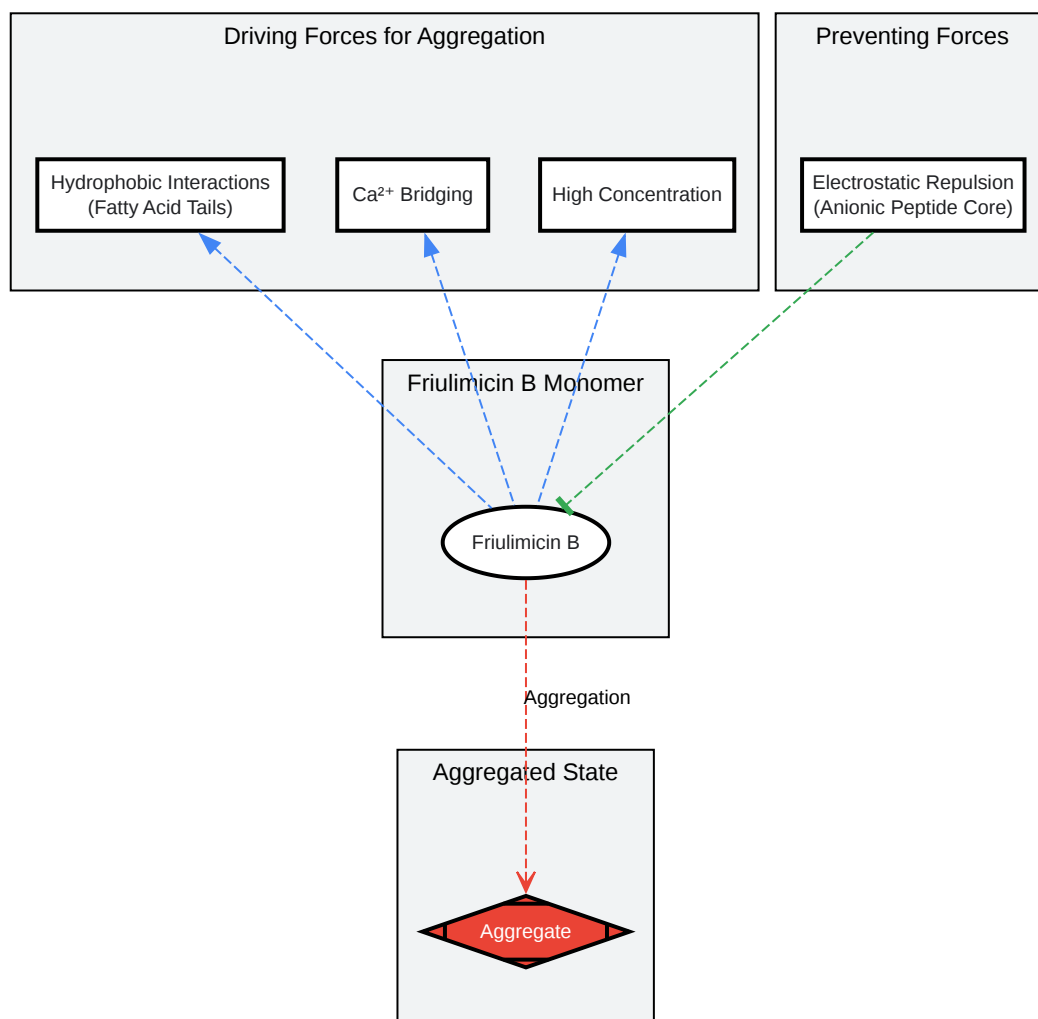 Driving Forces for Aggregation
Preventing Forces
Hydrophobic Interactions
(Fatty Acid Tails)
Ca²⁺ Bridging
High Concentration
Electrostatic Repulsion
(Anionic Peptide Core)
Friulimicin B Monomer
Friulimicin B
Aggregation
Aggregated State
Aggregate